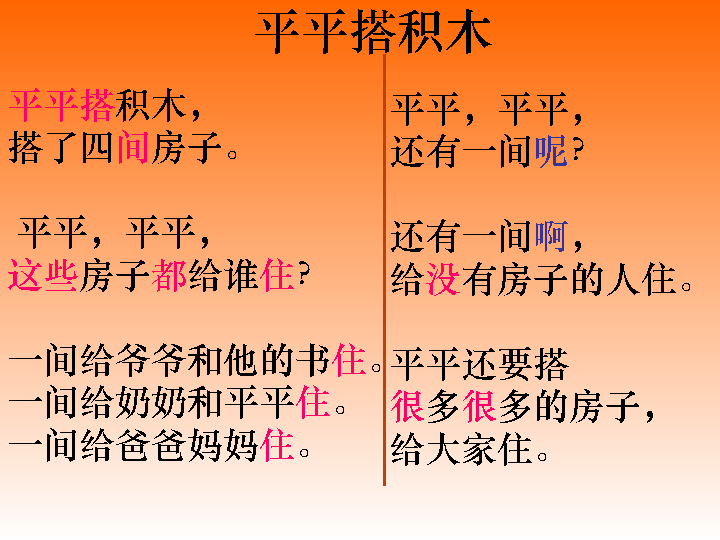 平平搭积木
平平搭积木，
搭了四间房子。
平平，平平，
这些房子都给谁住？
一间给爷爷和他的书住。
一间给奶奶和平平住。
一间给爸爸妈妈住。
平平，平平，
还有一间呢？
还有一间啊，
给没有房子的人住。
平平还要搭
很多很多的房子，
给大家住。